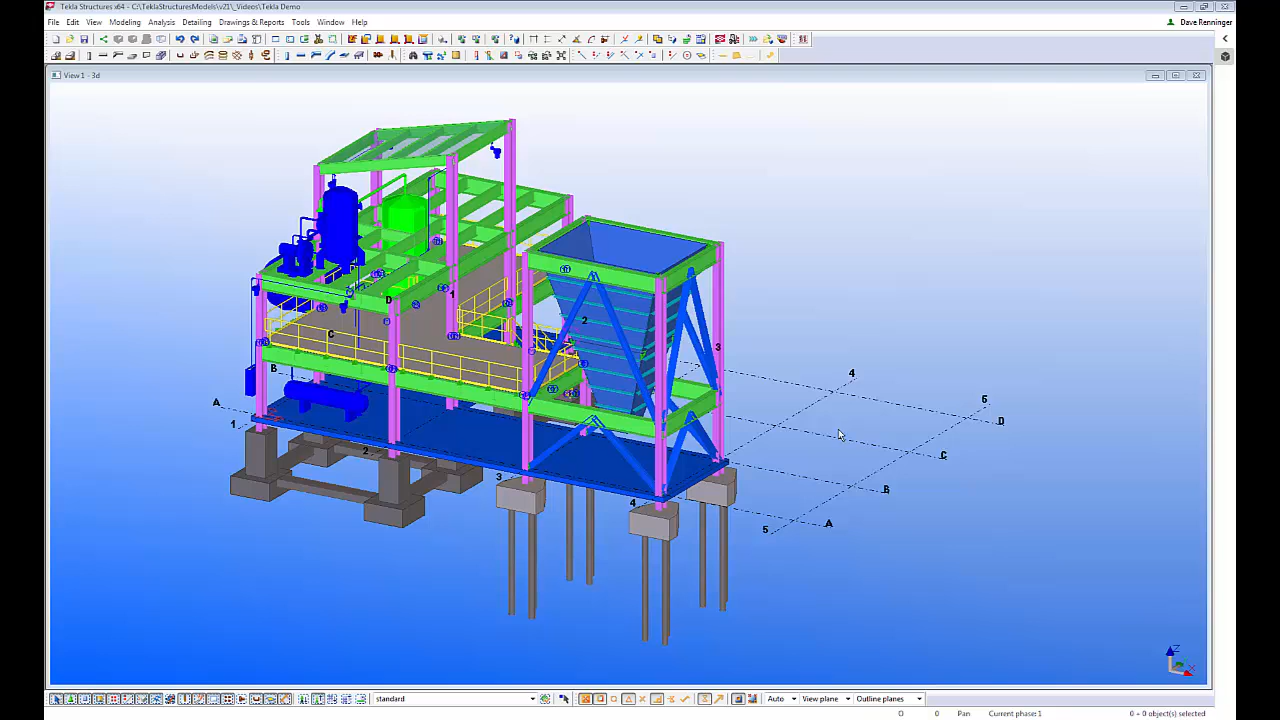 Tekla Structures x64 - C:\TeklaStructuresModels\v21\_Videos\Tekla Demo
File Edit View Modeling Analysis Detailing Drawings & Reports Tools Window Help
Dave Renninger
View 1 - 3d
D
1
C
2
3
B
4
A
5
D
1
2
C
3
B
4
A
5
Z
X
standard
Auto
View plane
Outline planes
0
Pan
Current phase: 1
0 + 0 object(s) selected